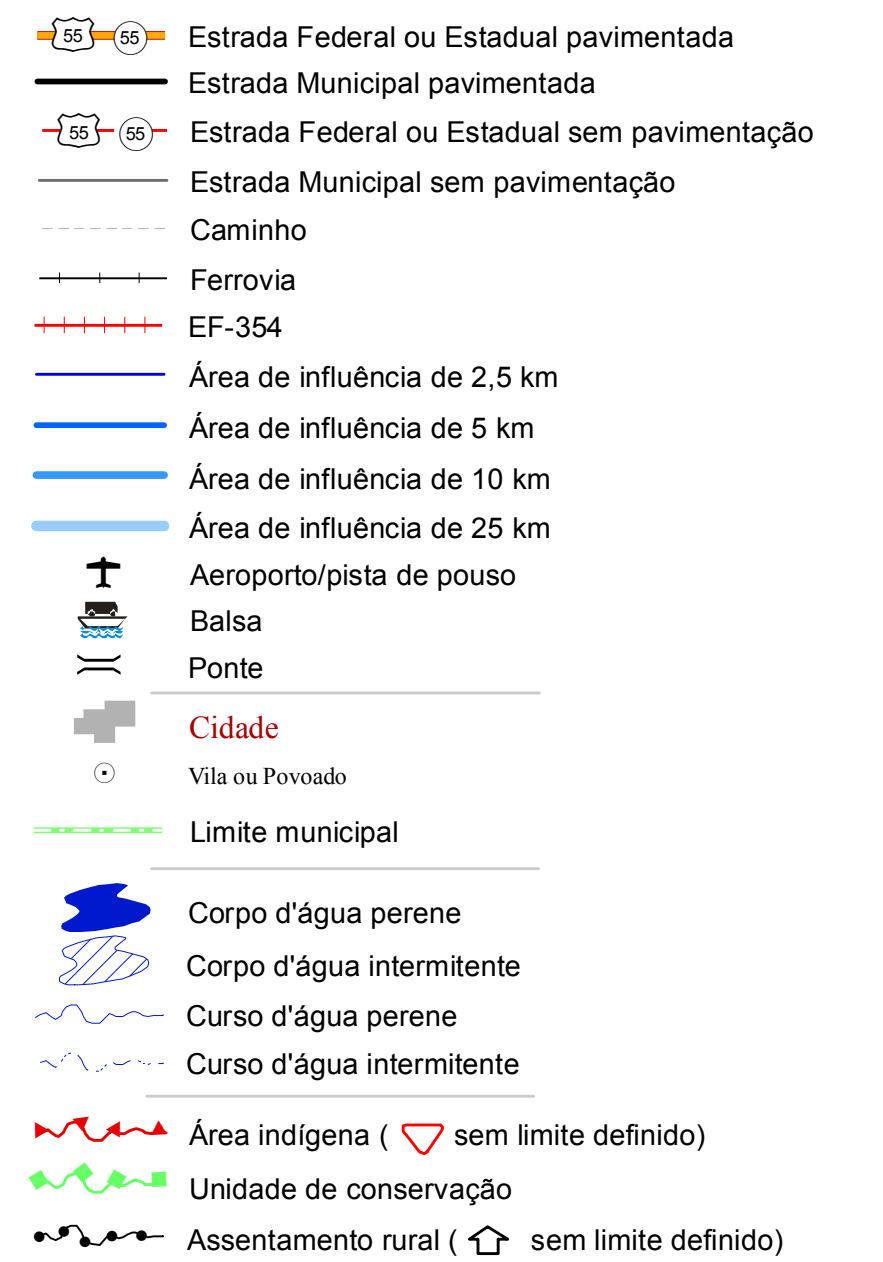 55 55 Estrada Federal ou Estadual pavimentada
Estrada Municipal pavimentada
55 55 Estrada Federal ou Estadual sem pavimentação
Estrada Municipal sem pavimentação
Caminho
Ferrovia
EF-354
Área de influência de 2,5 km
Área de influência de 5 km
Área de influência de 10 km
Área de influência de 25 km
Aeroporto/pista de pouso
Balsa
Ponte
Cidade
Vila ou Povoado
Limite municipal
Corpo d'água perene
Corpo d'água intermitente
Curso d'água perene
Curso d'água intermitente
Área indígena ( sem limite definido)
Unidade de conservação
Assentamento rural ( sem limite definido)